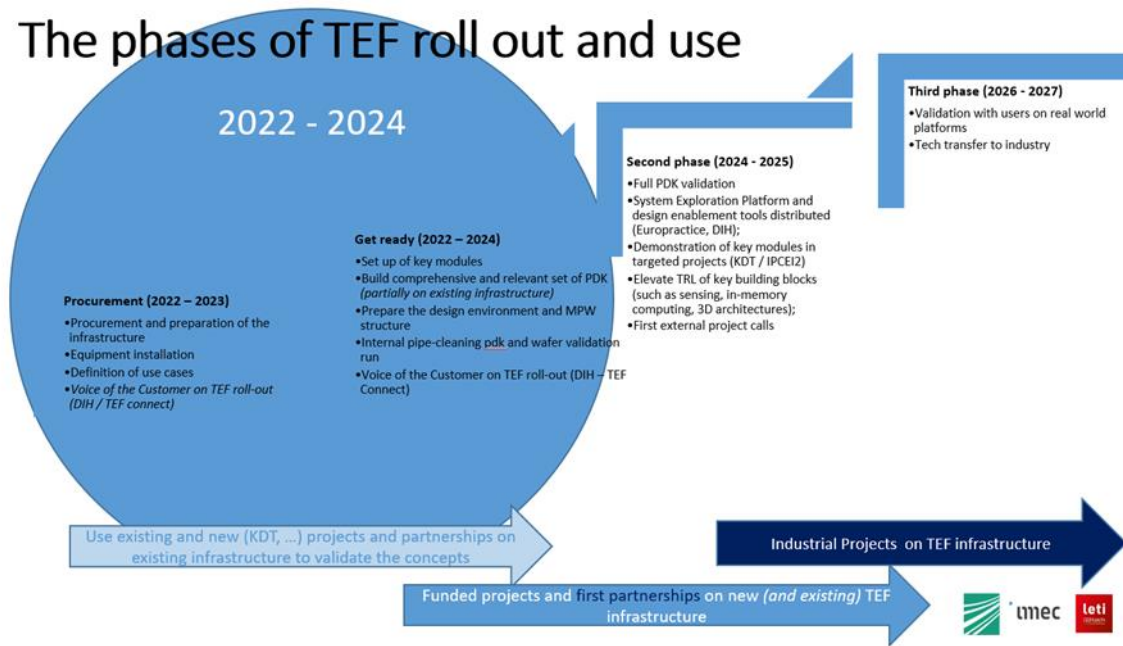 The phases of TEF roll out and use
2022 - 2024
Procurement (2022 – 2023)
•Procurement and preparation of the
infrastructure
•Equipment installation
•Definition of use cases
•Voice of the Customer on TEF roll-out
(DIH / TEF connect)
Get ready (2022 – 2024)
•Set up of key modules
•Build comprehensive and relevant set of PDK
(partially on existing infrastructure)
•Prepare the design environment and MPW
structure
•Internal pipe-cleaning pdk and wafer validation
run
•Voice of the Customer on TEF roll-out (DIH – TEF
Connect)
Second phase (2024 - 2025)
•Full PDK validation
•System Exploration Platform and
design enablement tools distributed
(Europractice, DIH);
•Demonstration of key modules in
targeted projects (KDT / IPCEI2)
•Elevate TRL of key building blocks
(such as sensing, in-memory
computing, 3D architectures);
•First external project calls
Third phase (2026 - 2027)
•Validation with users on real world
platforms
•Tech transfer to industry
Use existing and new (KDT, ...) projects and partnerships on
existing infrastructure to validate the concepts
Industrial Projects on TEF infrastructure
Funded projects and first partnerships on new (and existing) TEF
infrastructure
imec
leti